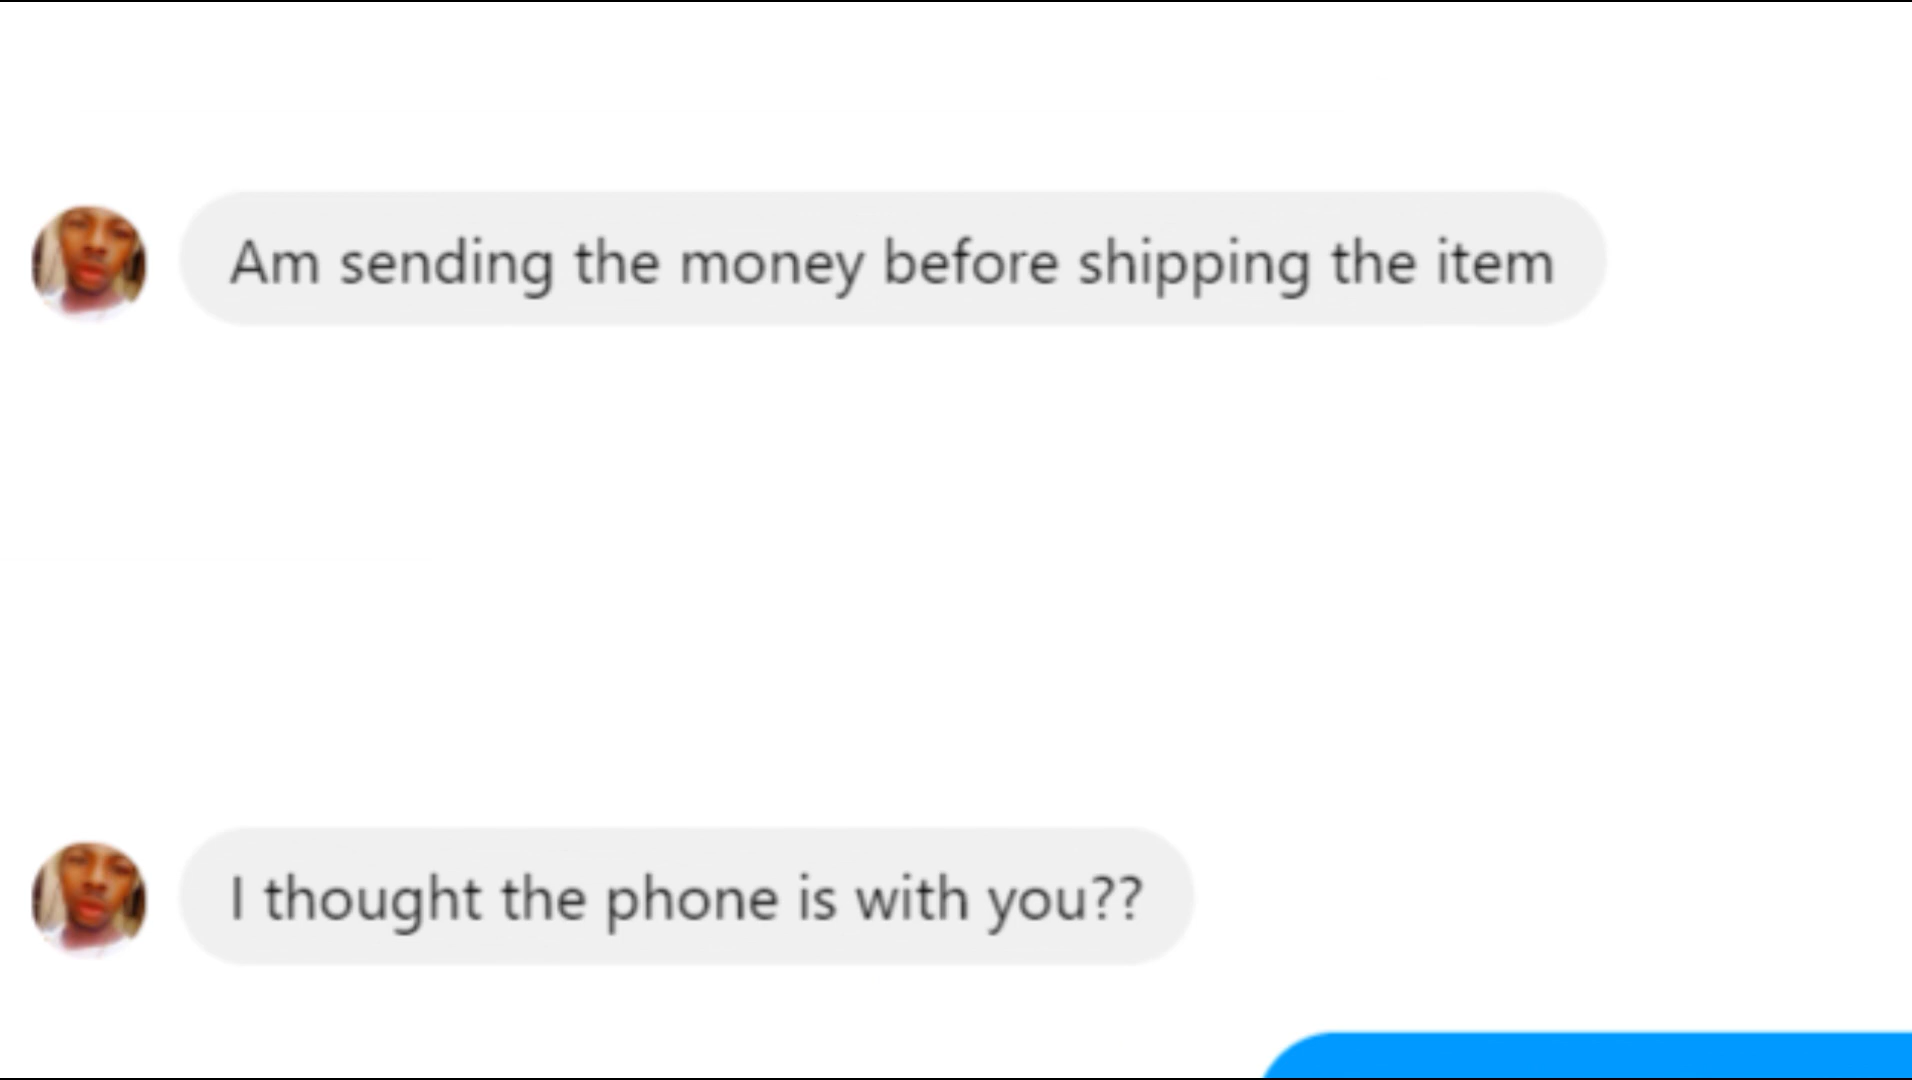 Am sending the money before shipping the item
I thought the phone is with you??